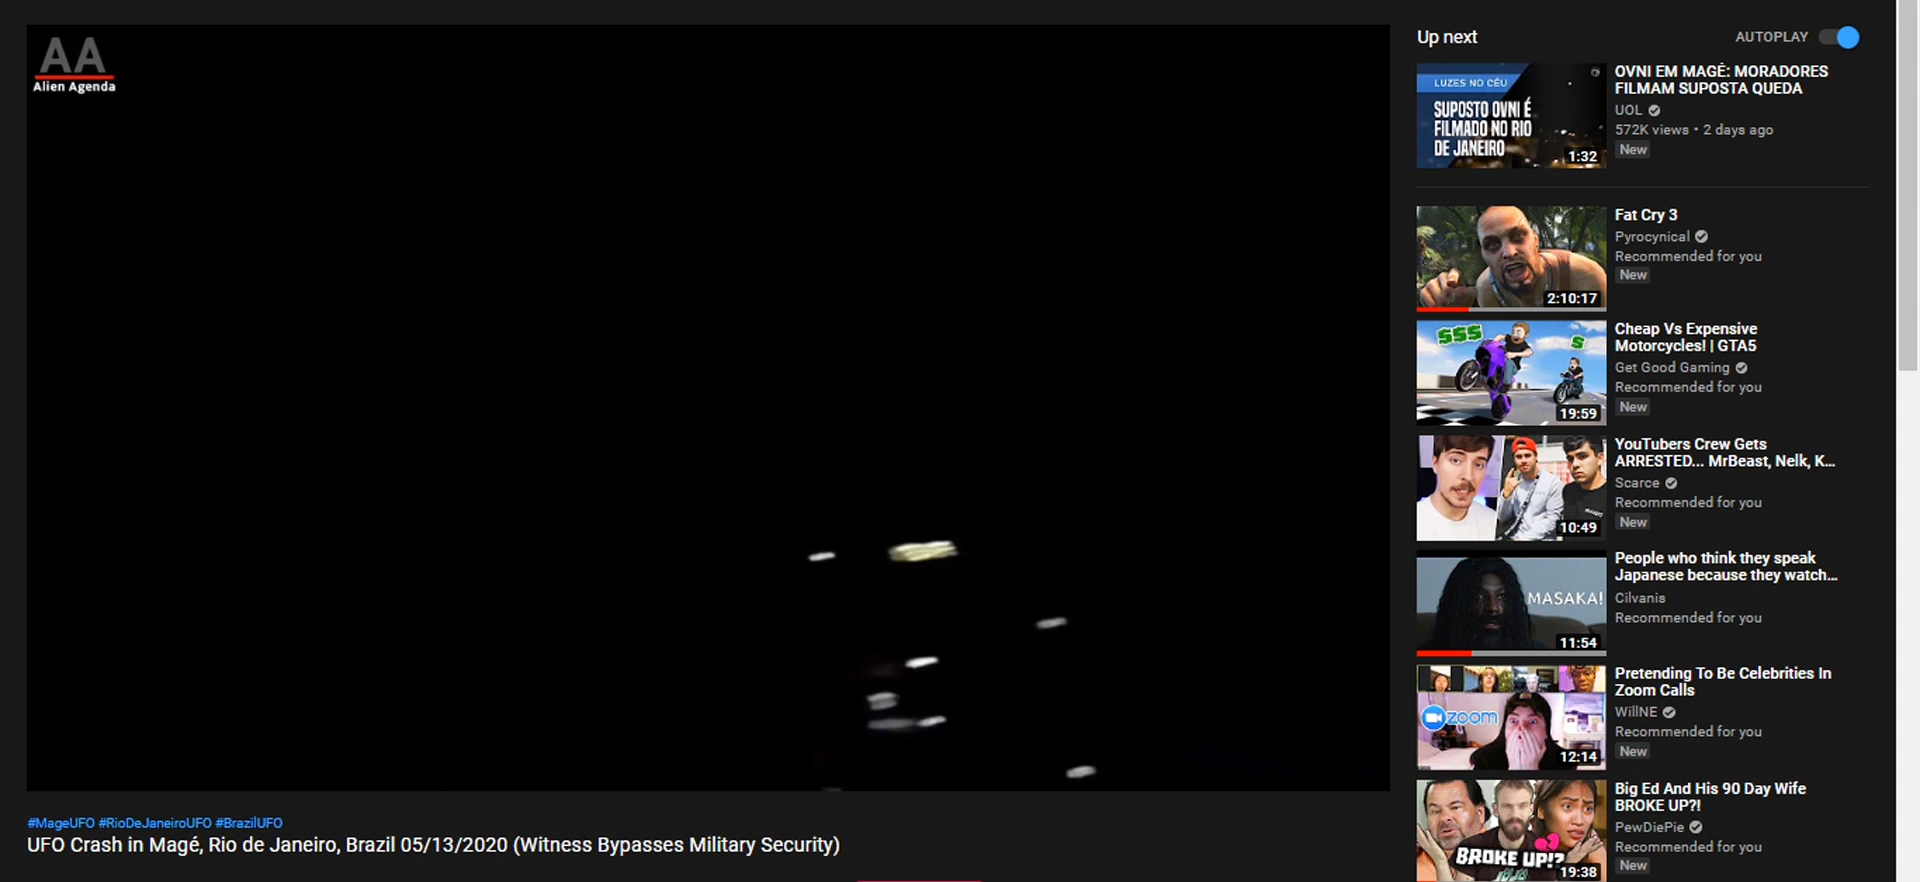 AA
Alien Agenda
#MageUFO #RioDeJaneiroUFO #BrazilUFO
UFO Crash in Magé, Rio de Janeiro, Brazil 05/13/2020 (Witness Bypasses Military Security)
Up next
AUTOPLAY
LUZES NO CÉU
SUPOSTO OVNI É
FILMADO NO RIO
DE JANEIRO
1:32
OVNI EM MAGÉ: MORADORES
FILMAM SUPOSTA QUEDA
UOL
572K views • 2 days ago
New
2:10:17
Fat Cry 3
Pyrocynical
Recommended for you
New
$$$
$
19:59
Cheap Vs Expensive
Motorcycles! | GTA5
Get Good Gaming
Recommended for you
New
10:49
YouTubers Crew Gets
ARRESTED... MrBeast, Nelk, K...
Scarce
Recommended for you
New
MASAKA!
11:54
People who think they speak
Japanese because they watch...
Cilvanis
Recommended for you
zoom
12:14
Pretending To Be Celebrities In
Zoom Calls
WillNE
Recommended for you
New
BROKE UP!?
19:38
Big Ed And His 90 Day Wife
BROKE UP?!
PewDiePie
Recommended for you
New